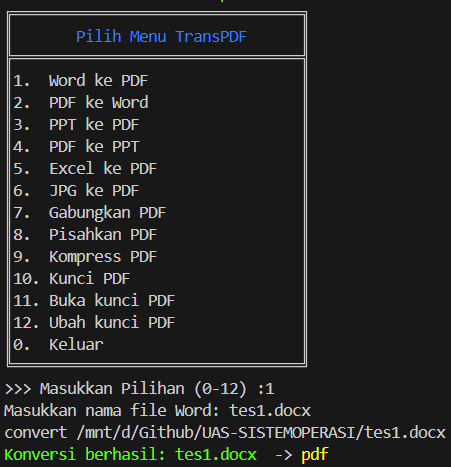 Pilih Menu TransPDF
1. Word ke PDF
2. PDF ke Word
3. PPT ke PDF
4. PDF ke PPT
5. Excel ke PDF
6. JPG ke PDF
7. Gabungkan PDF
8. Pisahkan PDF
9. Kompress PDF
10. Kunci PDF
11. Buka kunci PDF
12. Ubah kunci PDF
0. Keluar
>>> Masukkan Pilihan (0-12) :1
Masukkan nama file Word: tes1.docx
convert /mnt/d/Github/UAS-SISTEMOPERASI/tes1.docx
Konversi berhasil: tes1.docx  -> pdf